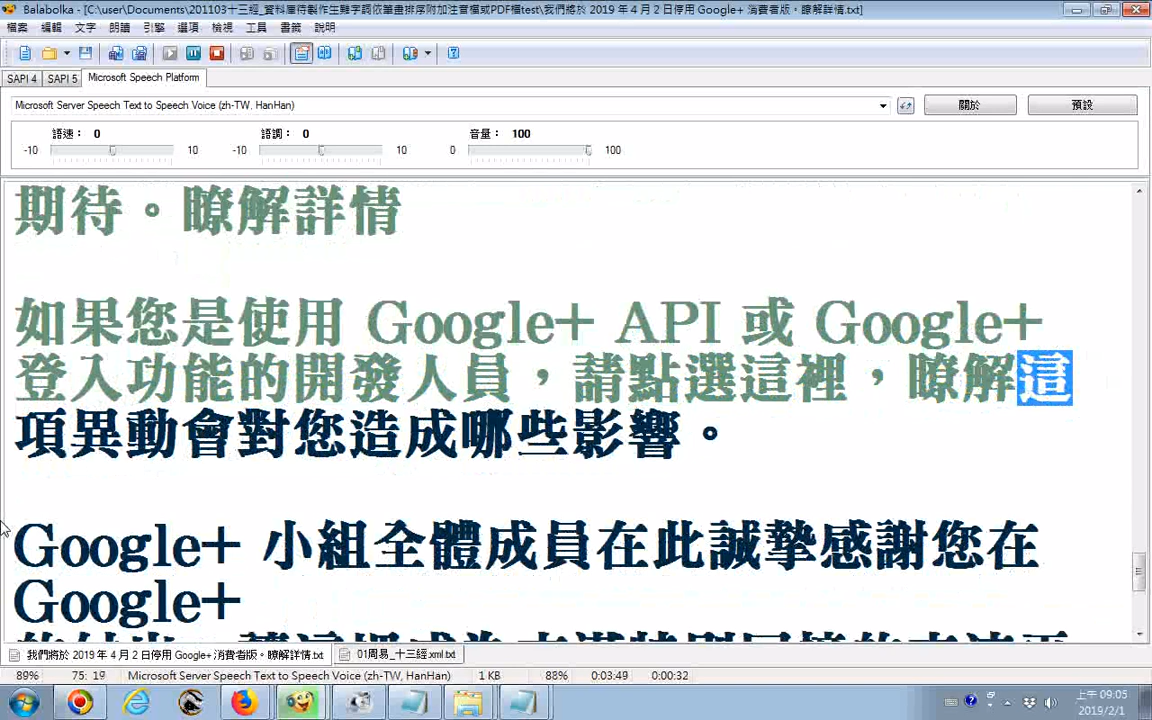 Balabolka - [C:\user\Documents\201103十三經_資料庫待製作生難字詞依筆畫排序附加注音檔或PDF檔test\我們將於 2019 年 4 月 2 日停用 Google+ 消費者版。瞭解詳情.txt]
檔案 編輯 文字 朗讀 引擎 選項 檢視 工具 書籤 說明
SAPI 4 SAPI 5 Microsoft Speech Platform
Microsoft Server Speech Text to Speech Voice (zh-TW, HanHan) 關於 預設
語速： 0 語調： 0 音量： 100
-10 10 -10 10 0 100
期待。瞭解詳情
如果您是使用 Google+ API 或 Google+
登入功能的開發人員，請點選這裡，瞭解這
項異動會對您造成哪些影響。
Google+ 小組全體成員在此誠摯感謝您在
Google+
我們將於 2019 年 4 月 2 日停用 Google+ 消費者版。瞭解詳情.txt 01周易_十三經.xml.txt
89% 75: 19 Microsoft Server Speech Text to Speech Voice (zh-TW, HanHan) 1 KB 88% 0:03:49 0:00:32
上午 09:05
2019/2/1